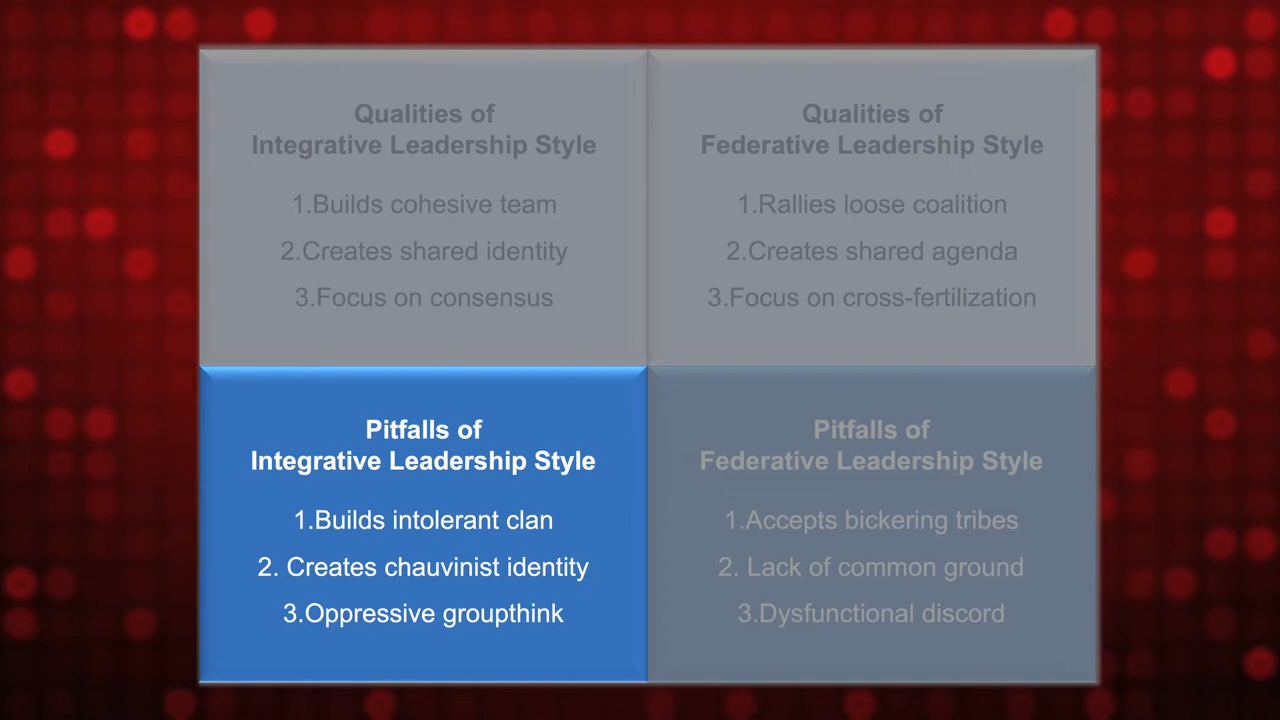 Qualities of
Integrative Leadership Style
1.Builds cohesive team
2.Creates shared identity
3.Focus on consensus
Qualities of
Federative Leadership Style
1.Rallies loose coalition
2.Creates shared agenda
3.Focus on cross-fertilization
Pitfalls of
Integrative Leadership Style
1.Builds intolerant clan
2. Creates chauvinist identity
3.Oppressive groupthink
Pitfalls of
Federative Leadership Style
1.Accepts bickering tribes
2. Lack of common ground
3.Dysfunctional discord